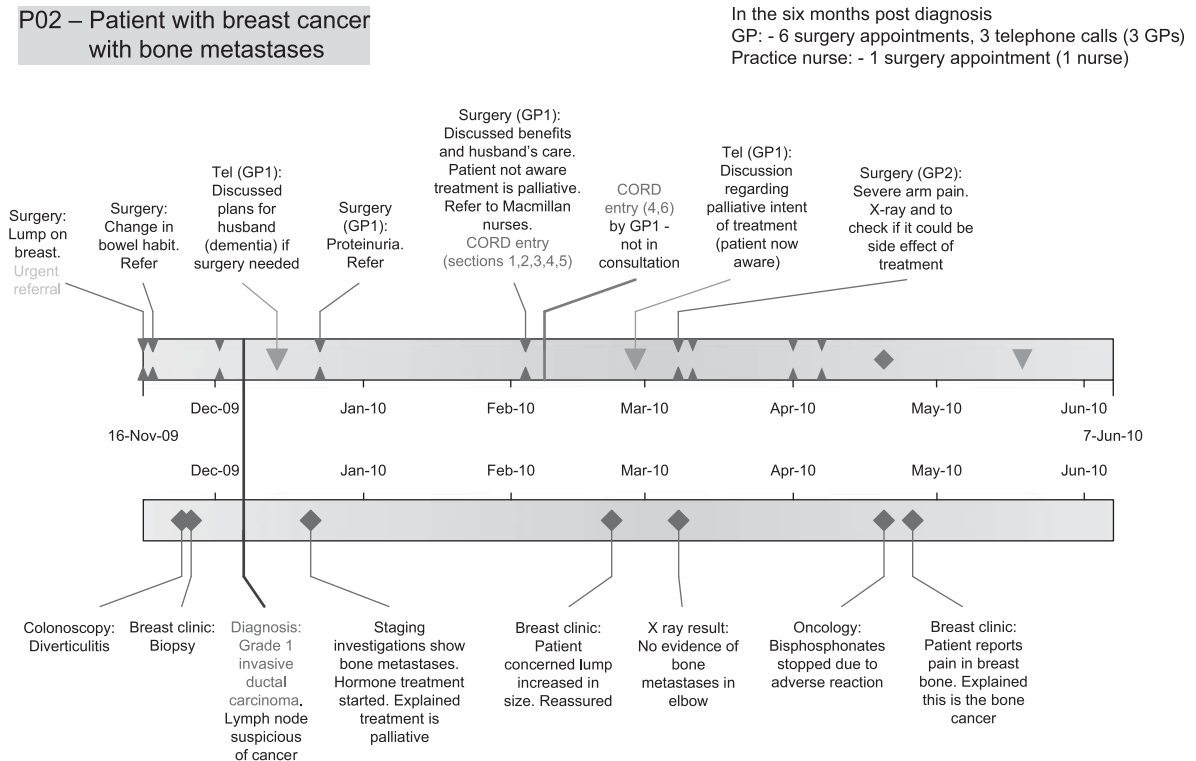 P02 – Patient with breast cancer
with bone metastases
In the six months post diagnosis
GP: - 6 surgery appointments, 3 telephone calls (3 GPs)
Practice nurse: - 1 surgery appointment (1 nurse)
Surgery:
Lump on
breast.
Urgent
referral
Surgery:
Change in
bowel habit.
Refer
Tel (GP1):
Discussed
plans for
husband
(dementia) if
surgery needed
Surgery
(GP1):
Proteinuria.
Refer
Surgery (GP1):
Discussed benefits
and husband's care.
Patient not aware
treatment is palliative.
Refer to Macmillan
nurses.
CORD entry
(sections 1,2,3,4,5)
CORD
entry (4,6)
by GP1 -
not in
consultation
Tel (GP1):
Discussion
regarding
palliative intent
of treatment
(patient now
aware)
Surgery (GP2):
Severe arm pain.
X-ray and to
check if it could be
side effect of
treatment
Dec-09 Jan-10 Feb-10 Mar-10 Apr-10 May-10 Jun-10
16-Nov-09 7-Jun-10
Dec-09 Jan-10 Feb-10 Mar-10 Apr-10 May-10 Jun-10
Colonoscopy:
Diverticulitis
Breast clinic:
Biopsy
Diagnosis:
Grade 1
invasive
ductal
carcinoma.
Lymph node
suspicious
of cancer
Staging
investigations show
bone metastases.
Hormone treatment
started. Explained
treatment is
palliative
Breast clinic:
Patient
concerned lump
increased in
size. Reassured
X ray result:
No evidence of
bone
metastases in
elbow
Oncology:
Bisphosphonates
stopped due to
adverse reaction
Breast clinic:
Patient reports
pain in breast
bone. Explained
this is the bone
cancer